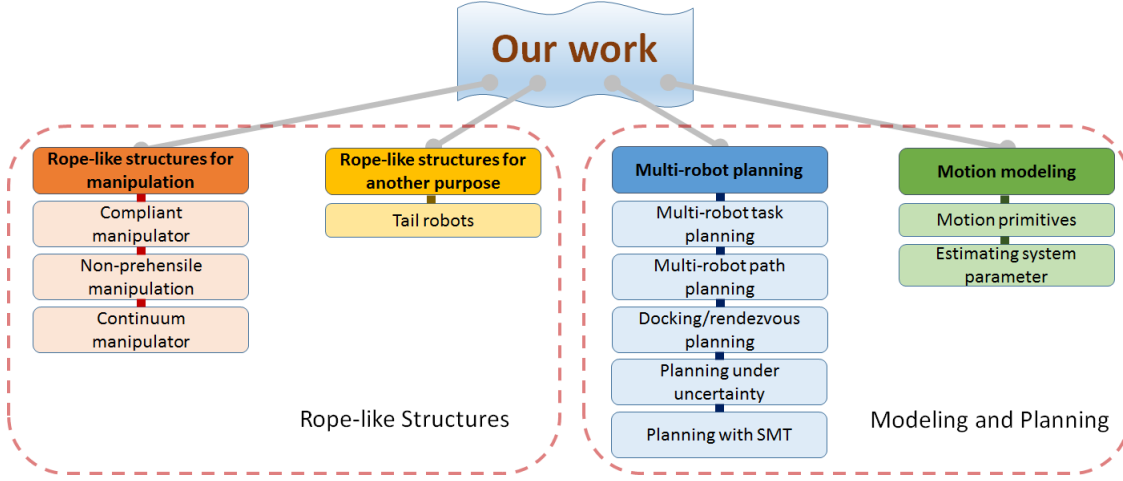 Our work
Rope-like structures for
manipulation
Compliant
manipulator
Non-prehensile
manipulation
Continuum
manipulator
Rope-like structures for
another purpose
Tail robots
Rope-like Structures
Multi-robot planning
Multi-robot task
planning
Multi-robot path
planning
Docking/rendezvous
planning
Planning under
uncertainty
Planning with SMT
Motion modeling
Motion primitives
Estimating system
parameter
Modeling and Planning